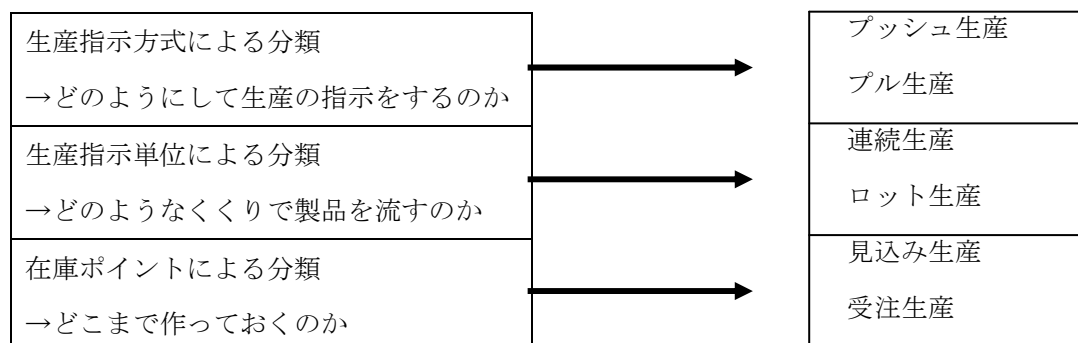 生産指示方式による分類
→どのようにして生産の指示をするのか
プッシュ生産
プル生産
生産指示単位による分類
→どのようなくくりで製品を流すのか
連続生産
ロット生産
在庫ポイントによる分類
→どこまで作っておくのか
見込み生産
受注生産